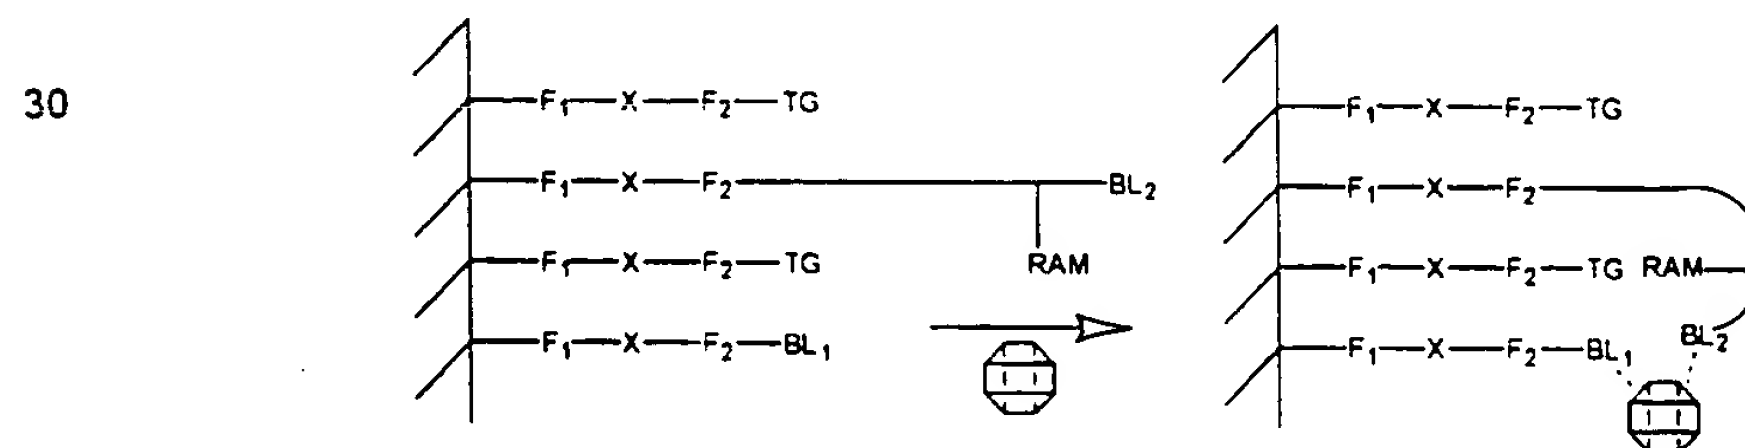 30
F₁—X—F₂—TG
F₁—X—F₂—BL₂
RAM
F₁—X—F₂—TG
F₁—X—F₂—BL₁
F₁—X—F₂—TG
F₁—X—F₂
F₁—X—F₂—TG RAM
BL₂
F₁—X—F₂—BL₁